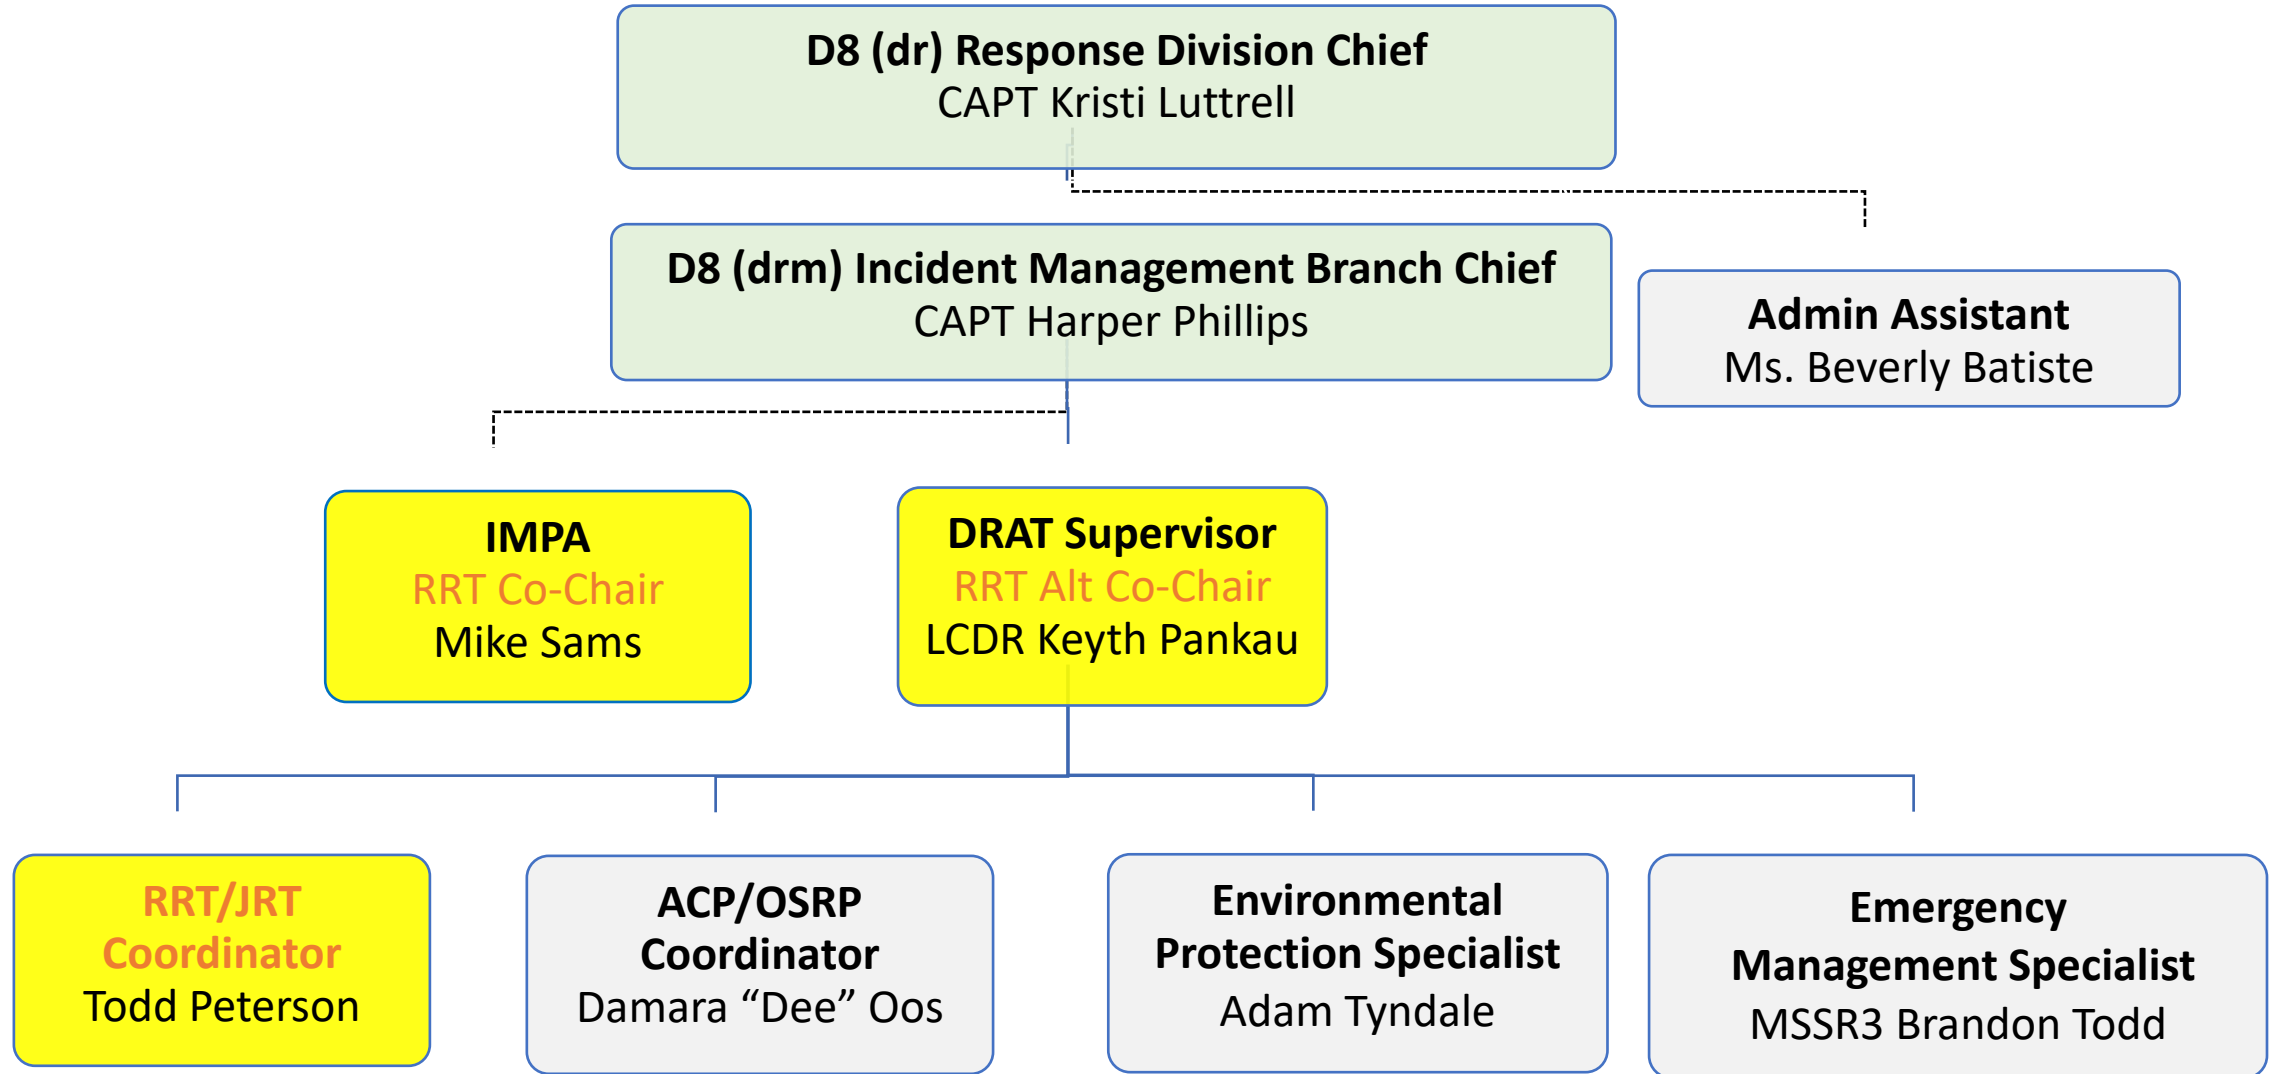 D8 (dr) Response Division Chief
CAPT Kristi Luttrell
D8 (drm) Incident Management Branch Chief
CAPT Harper Phillips
Admin Assistant
Ms. Beverly Batiste
IMPA
RRT Co-Chair
Mike Sams
DRAT Supervisor
RRT Alt Co-Chair
LCDR Keyth Pankau
RRT/JRT
Coordinator
Todd Peterson
ACP/OSRP
Coordinator
Damara “Dee” Oos
Environmental
Protection Specialist
Adam Tyndale
Emergency
Management Specialist
MSSR3 Brandon Todd